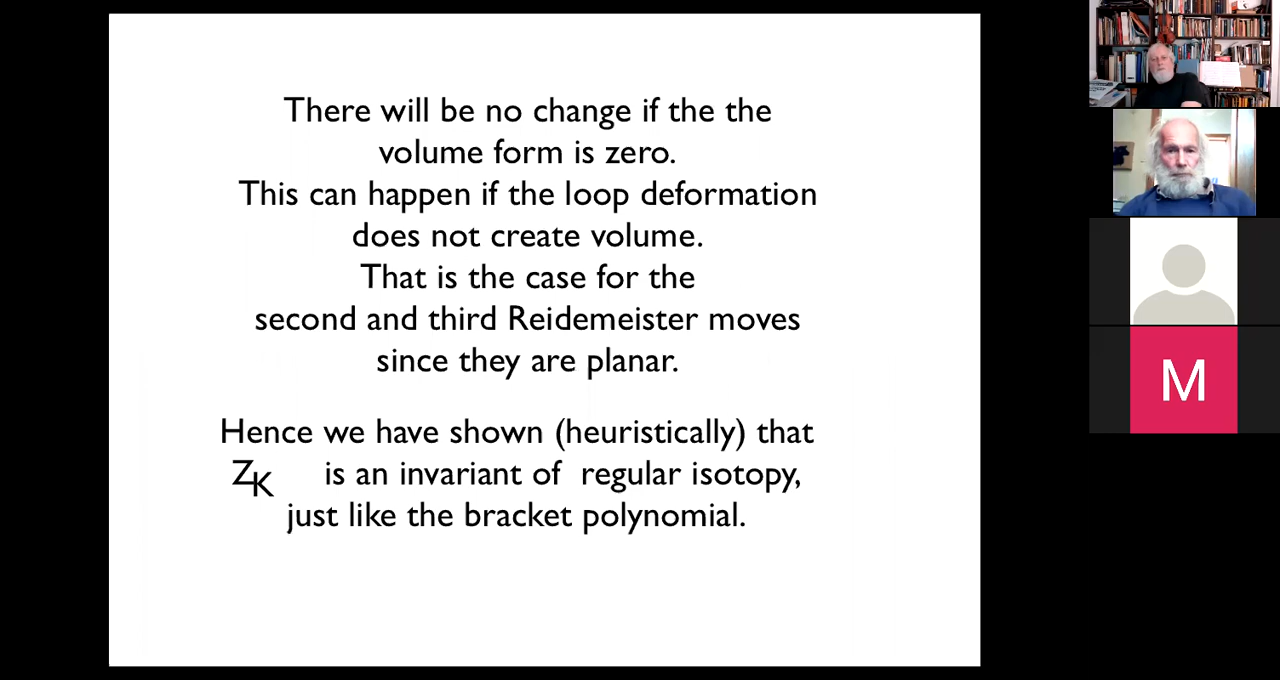 There will be no change if the the
volume form is zero.
This can happen if the loop deformation
does not create volume.
That is the case for the
second and third Reidemeister moves
since they are planar.
Hence we have shown (heuristically) that
Z_K is an invariant of regular isotopy,
just like the bracket polynomial.
M